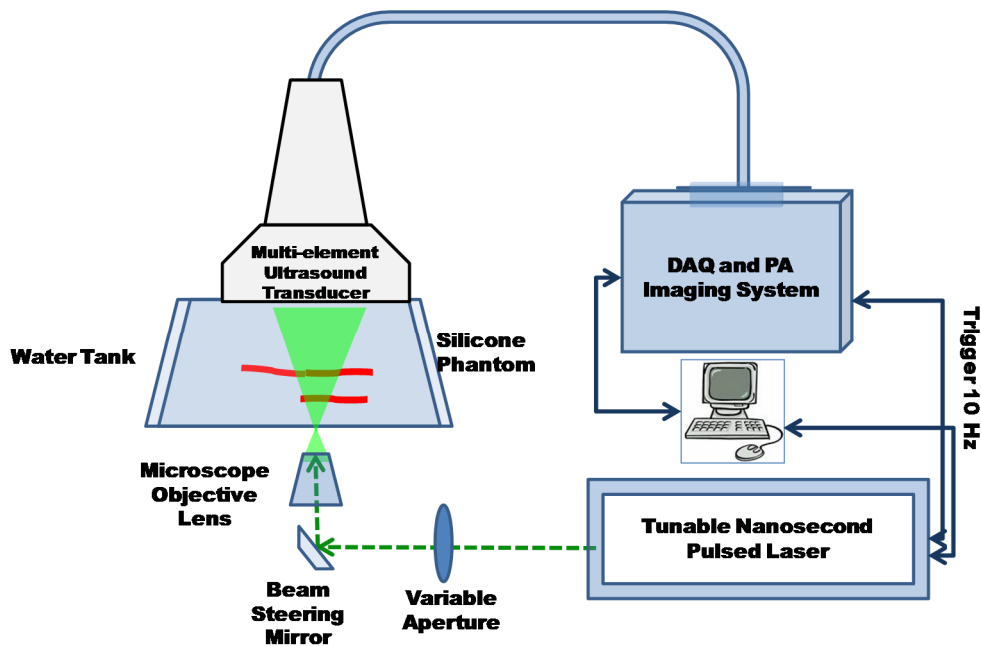 Multi-element
Ultrasound
Transducer
DAQ and PA
Imaging System
Water Tank
Silicone
Phantom
Trigger 10 Hz
Microscope
Objective
Lens
Tunable Nanosecond
Pulsed Laser
Beam
Steering
Mirror
Variable
Aperture